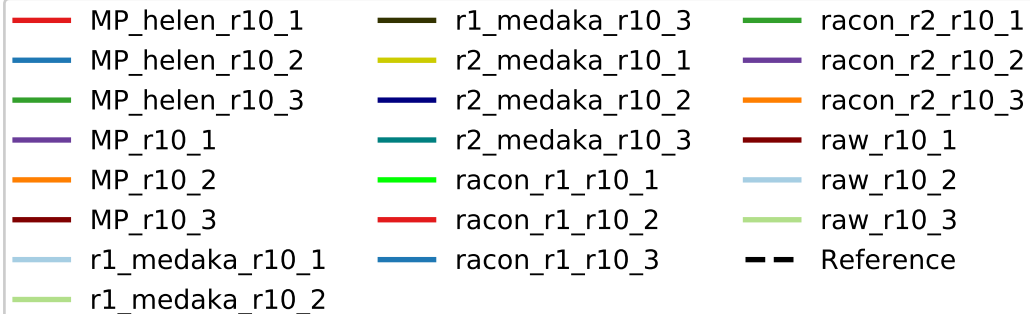 MP_helen_r10_1
MP_helen_r10_2
MP_helen_r10_3
MP_r10_1
MP_r10_2
MP_r10_3
r1_medaka_r10_1
r1_medaka_r10_2
r1_medaka_r10_3
r2_medaka_r10_1
r2_medaka_r10_2
r2_medaka_r10_3
racon_r1_r10_1
racon_r1_r10_2
racon_r1_r10_3
racon_r2_r10_1
racon_r2_r10_2
racon_r2_r10_3
raw_r10_1
raw_r10_2
raw_r10_3
Reference